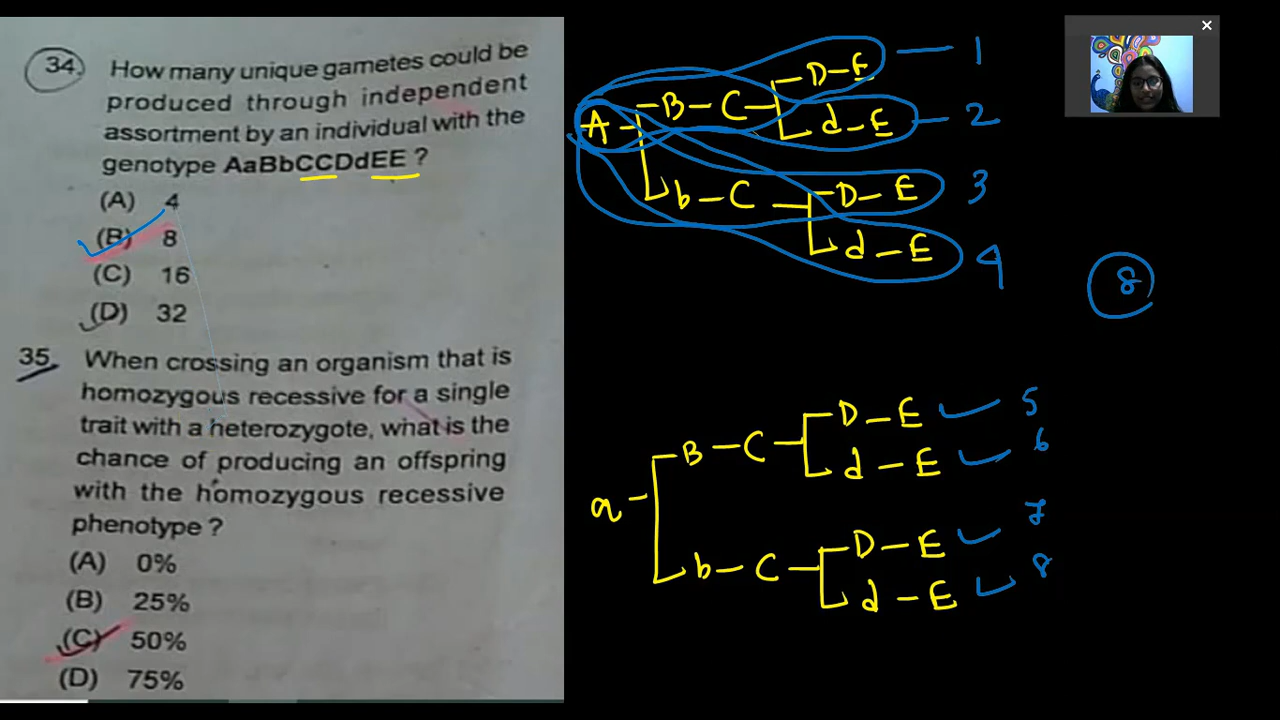 34. How many unique gametes could be
produced through independent
assortment by an individual with the
genotype AaBbCCDdEE ?
(A) 4
(B) 8
(C) 16
(D) 32
35. When crossing an organism that is
homozygous recessive for a single
trait with a heterozygote, what is the
chance of producing an offspring
with the homozygous recessive
phenotype ?
(A) 0%
(B) 25%
(C) 50%
(D) 75%
A B C D E 1
d E 2
b C D E 3
d E 4
8
a B C D E 5
d E 6
b C D E 7
d E 8